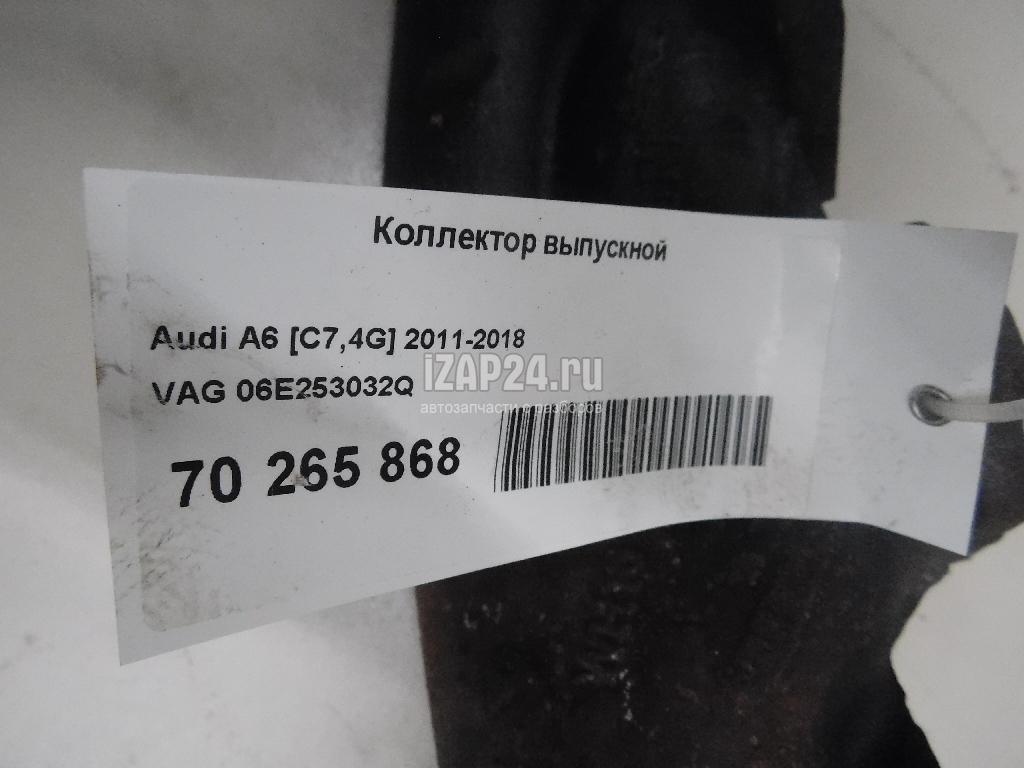 Коллектор выпускной
Audi A6 [C7,4G] 2011-2018
iZAP24.ru
VAG 06E253032Q
автозапчасти с разборов
70 265 868